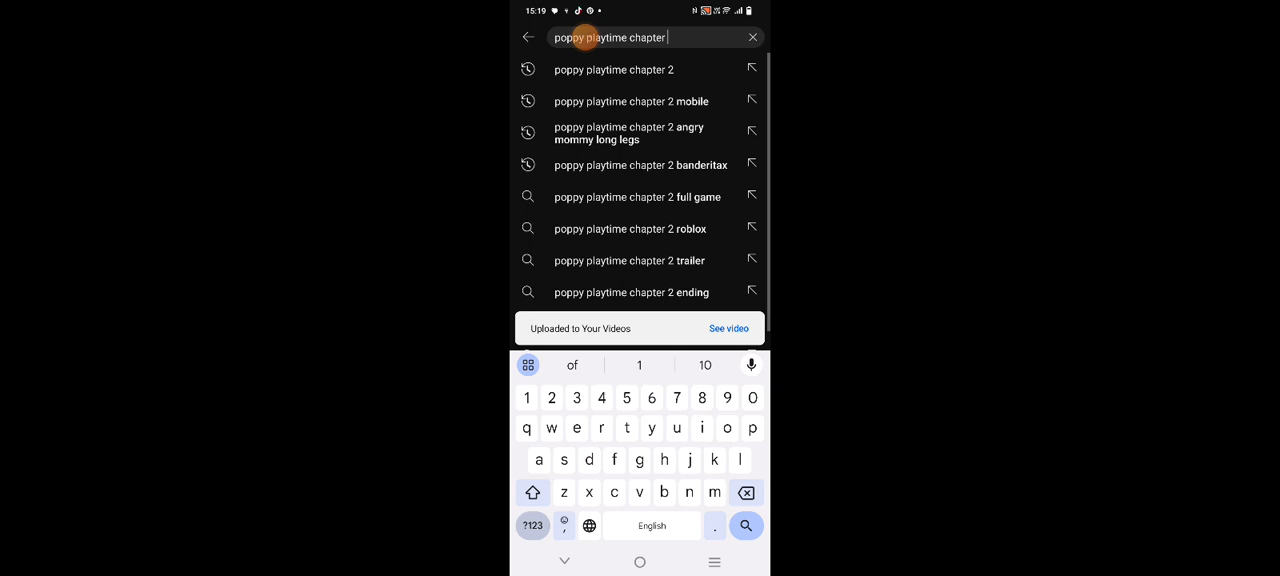 15:19
poppy playtime chapter
poppy playtime chapter 2
poppy playtime chapter 2 mobile
poppy playtime chapter 2 angry
mommy long legs
poppy playtime chapter 2 banderitax
poppy playtime chapter 2 full game
poppy playtime chapter 2 roblox
poppy playtime chapter 2 trailer
poppy playtime chapter 2 ending
Uploaded to Your Videos See video
of 1 10
1 2 3 4 5 6 7 8 9 0
q w e r t y u i o p
a s d f g h j k l
z x c v b n m
?123 , English .